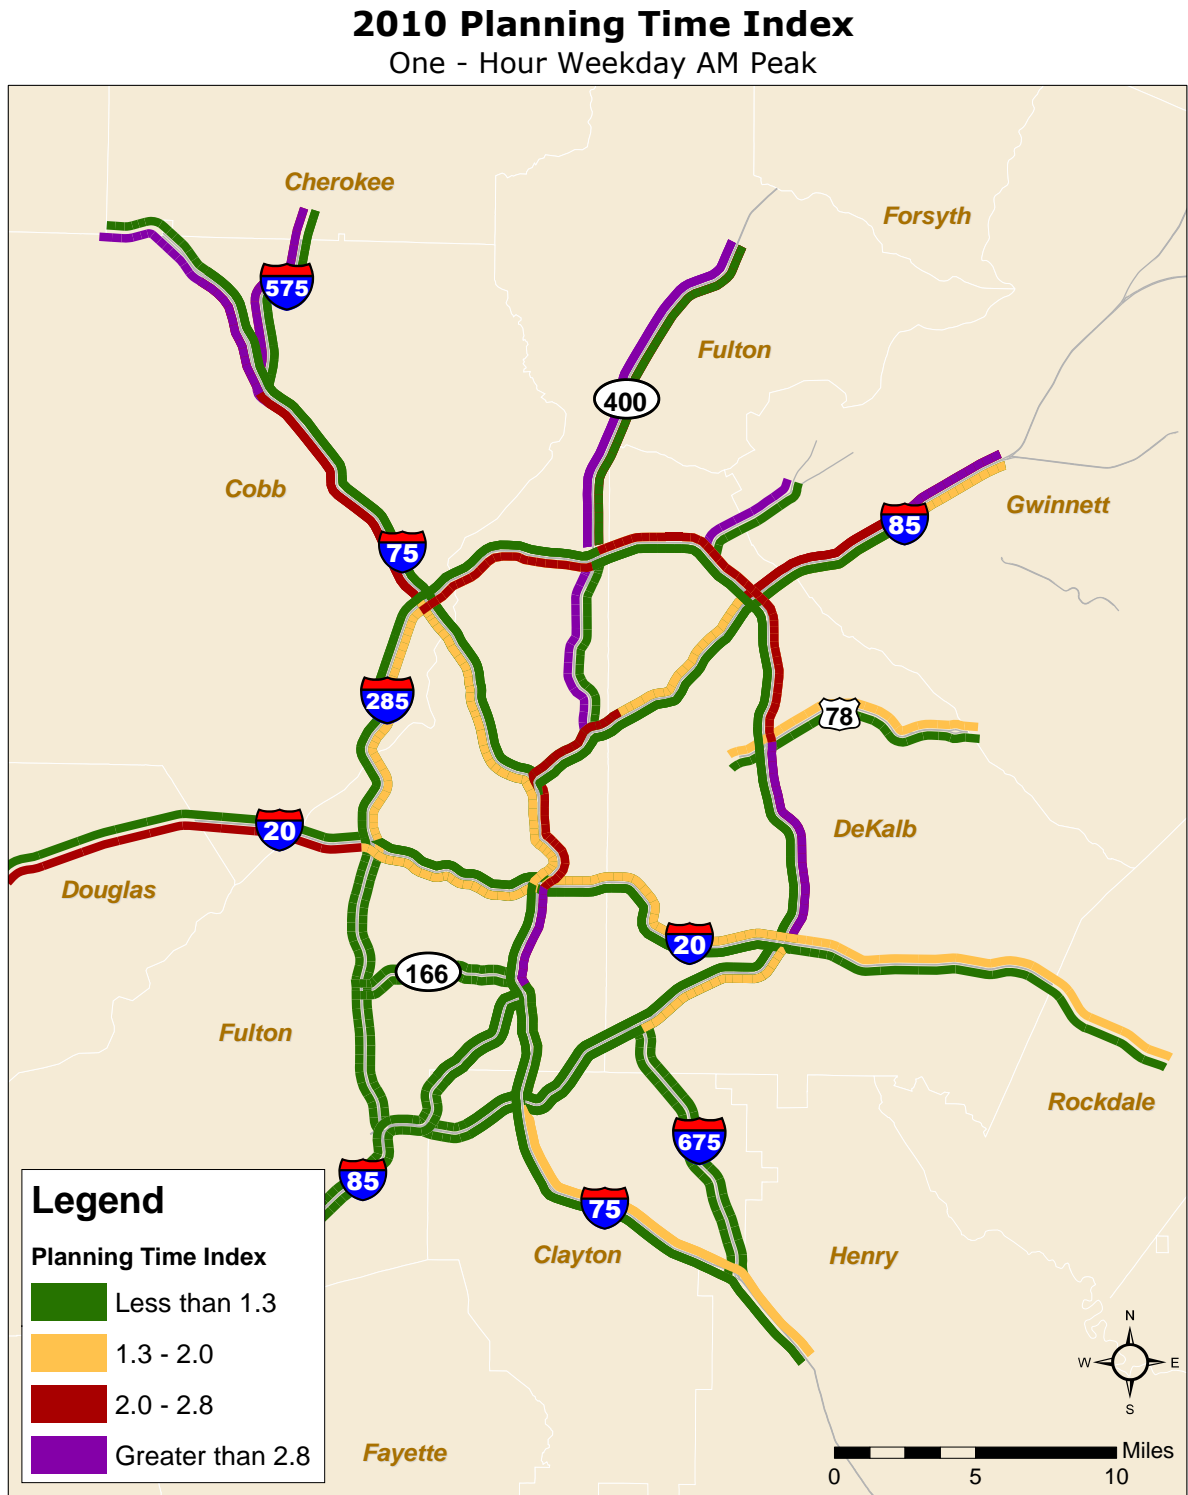 2010 Planning Time Index
One - Hour Weekday AM Peak
Cherokee
Forsyth
575
Fulton
400
Cobb
Gwinnett
85
75
285
78
20
DeKalb
Douglas
20
166
Fulton
Rockdale
675
85
75
Clayton
Henry
Fayette
Legend
Planning Time Index
Less than 1.3
1.3 - 2.0
2.0 - 2.8
Greater than 2.8
N
W E
S
Miles
0 5 10